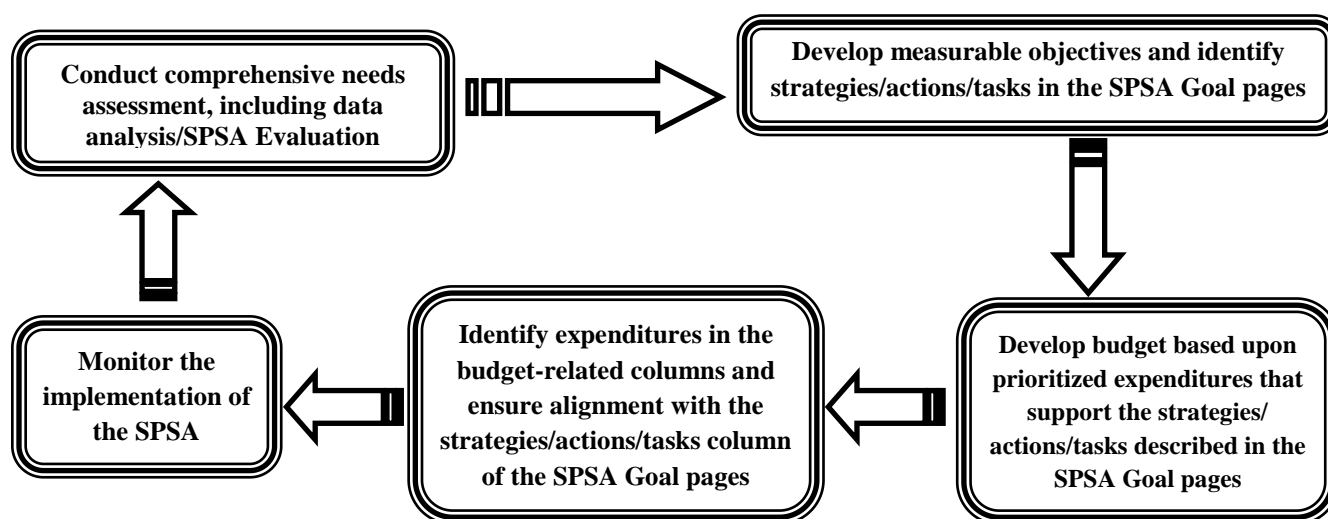 Conduct comprehensive needs
assessment, including data
analysis/SPSA Evaluation
Develop measurable objectives and identify
strategies/actions/tasks in the SPSA Goal pages
Develop budget based upon
prioritized expenditures that
support the strategies/
actions/tasks described in the
SPSA Goal pages
Identify expenditures in the
budget-related columns and
ensure alignment with the
strategies/actions/tasks column
of the SPSA Goal pages
Monitor the
implementation of
the SPSA